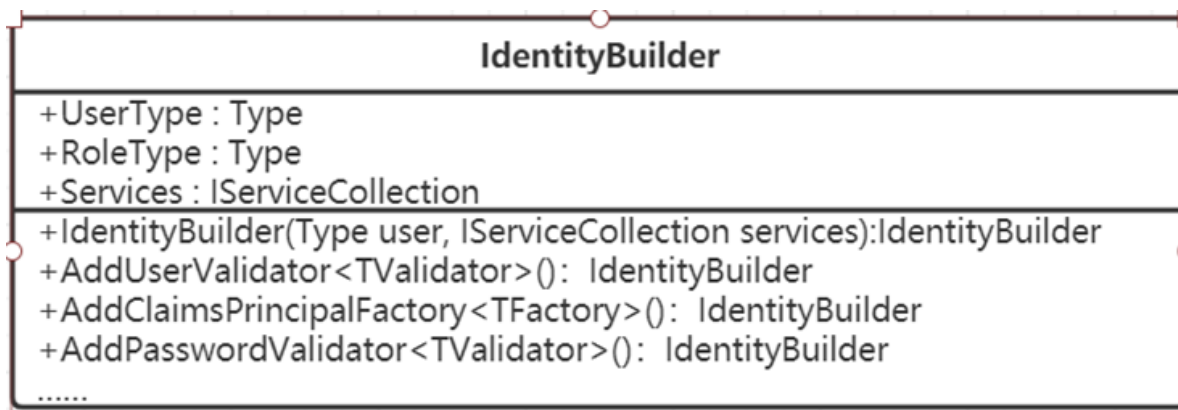 IdentityBuilder
+UserType : Type
+RoleType : Type
+Services : IServiceCollection
+IdentityBuilder(Type user, IServiceCollection services):IdentityBuilder
+AddUserValidator<TValidator>():  IdentityBuilder
+AddClaimsPrincipalFactory<TFactory>():  IdentityBuilder
+AddPasswordValidator<TValidator>():  IdentityBuilder
......